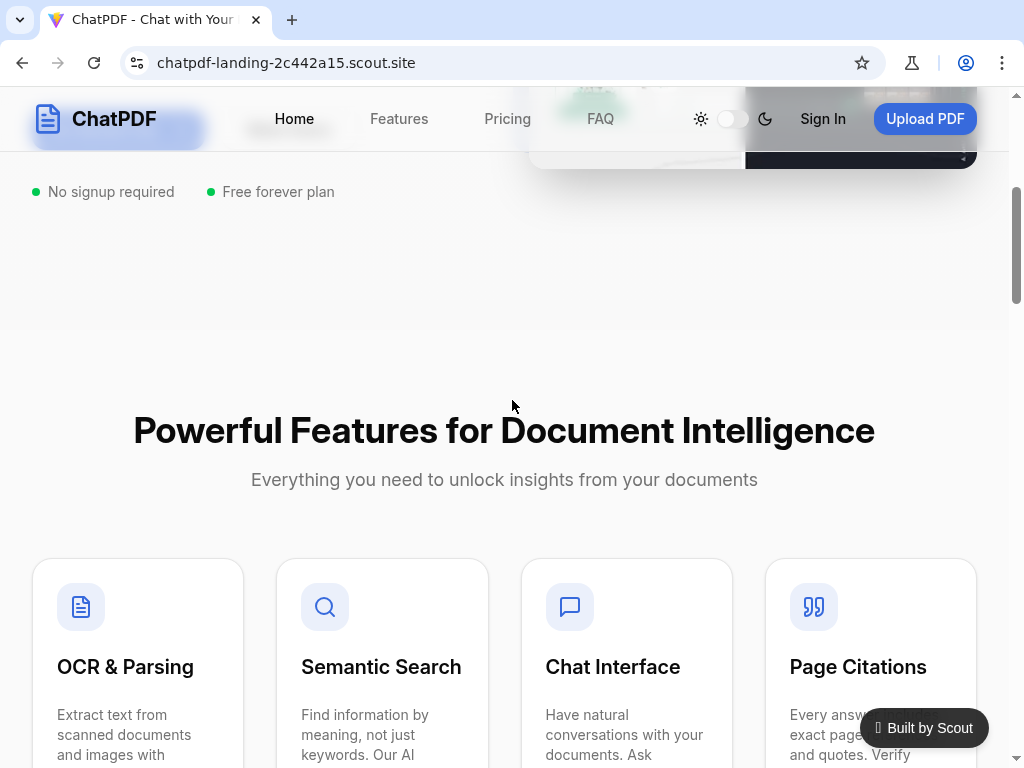 ChatPDF - Chat with Your
chatpdf-landing-2c442a15.scout.site
ChatPDF
Home
Features
Pricing
FAQ
Sign In
Upload PDF
No signup required
Free forever plan
Powerful Features for Document Intelligence
Everything you need to unlock insights from your documents
OCR & Parsing
Extract text from
scanned documents
and images with
Semantic Search
Find information by
meaning, not just
keywords. Our AI
Chat Interface
Have natural
conversations with your
documents. Ask
Page Citations
Every answer
exact page
and quotes. Verify
Built by Scout